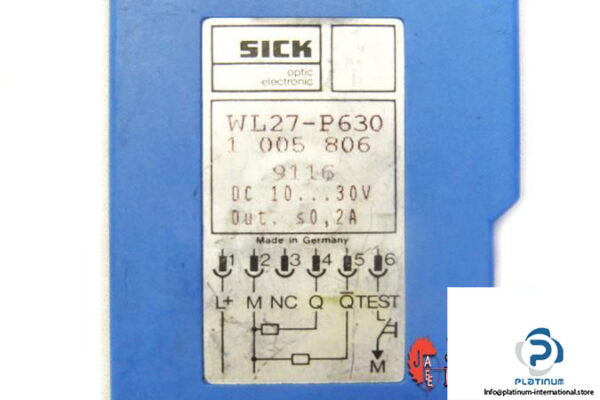 SICK
optic
electronic
WL27-P630
1 005 806
9116
DC 10...30V
Out. ≤0,2A
Made in Germany
1 2 3 4 5 6
L+ M NC Q Q̅ TEST
M
JAEE
PLATINUM
info@platinum-international.store